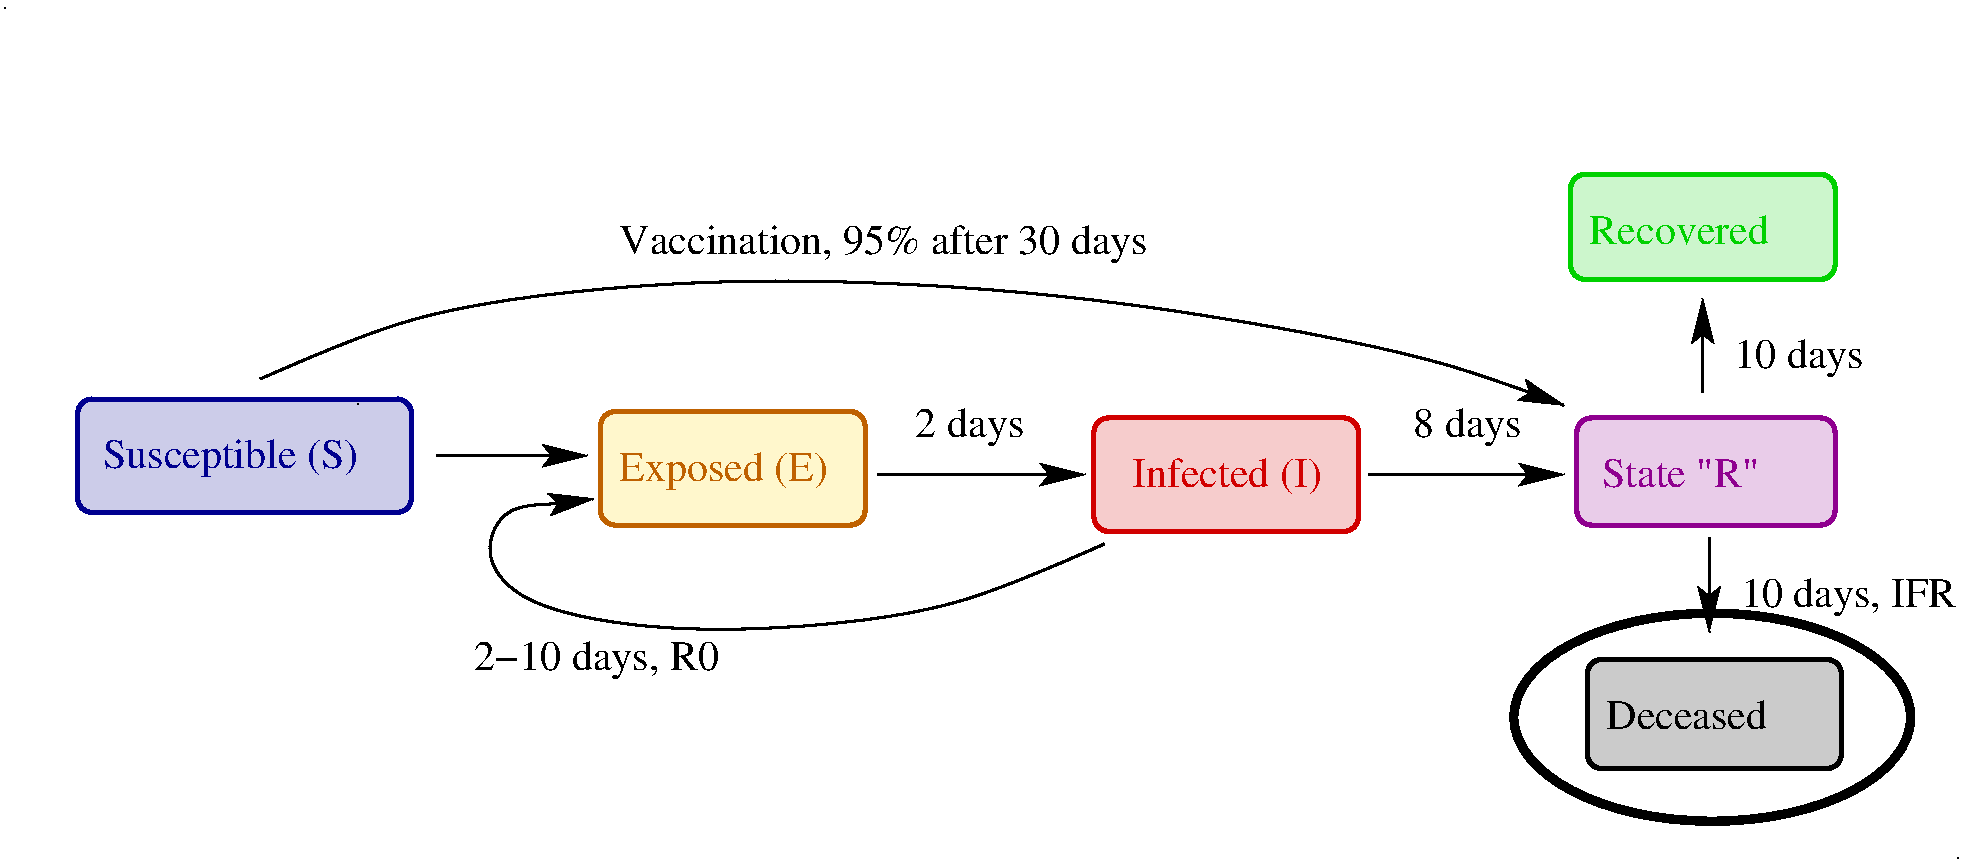 Recovered
Vaccination, 95% after 30 days
10 days
Susceptible (S)
Exposed (E)
2 days
Infected (I)
8 days
State "R"
10 days, IFR
2−10 days, R0
Deceased